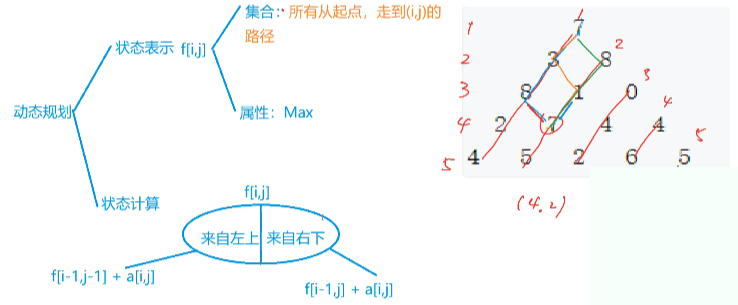 集合：所有从起点，走到(i,j)的
路径
状态表示 f[i,j]
动态规划
属性：Max
状态计算
f[i,j]
来自左上 来自右下
f[i-1,j-1] + a[i,j]
f[i-1,j] + a[i,j]
1 7
2 3 8 2
3 8 1 0 3
4 2 7 4 4 4
5 4 5 2 6 5 5
(4.2)